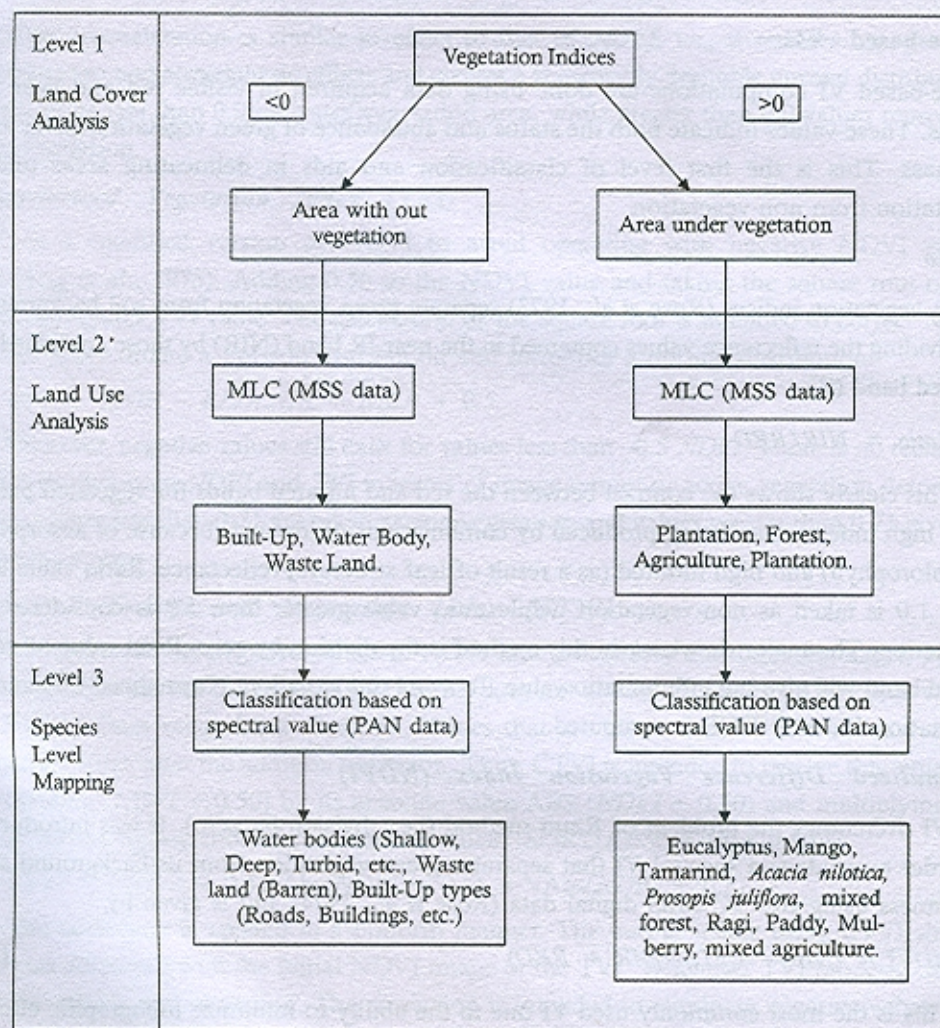 Level 1
Land Cover
Analysis
Vegetation Indices
<0
>0
Area with out
vegetation
Area under vegetation
Level 2
Land Use
Analysis
MLC (MSS data)
MLC (MSS data)
Built-Up, Water Body,
Waste Land.
Plantation, Forest,
Agriculture, Plantation.
Level 3
Species
Level
Mapping
Classification based on
spectral value (PAN data)
Classification based on
spectral value (PAN data)
Water bodies (Shallow,
Deep, Turbid, etc., Waste
land (Barren), Built-Up types
(Roads, Buildings, etc.)
Eucalyptus, Mango,
Tamarind, Acacia nilotica,
Prosopis juliflora, mixed
forest, Ragi, Paddy, Mul-
berry, mixed agriculture.